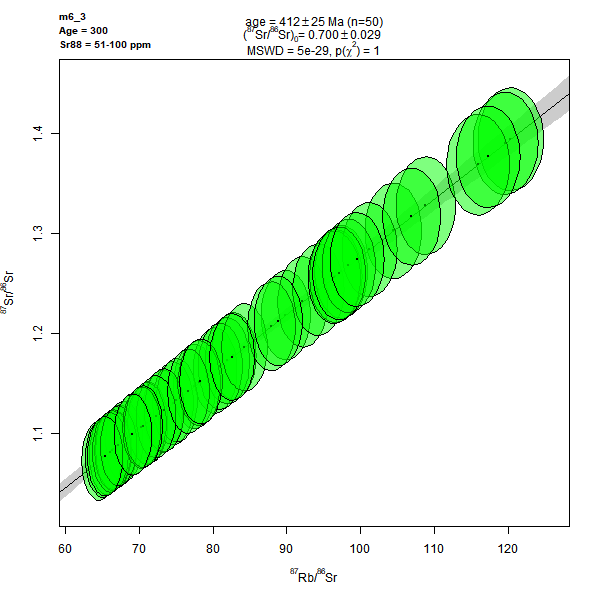 m6_3
Age = 300
Sr88 = 51-100 ppm
age = 412±25 Ma (n=50)
(⁸⁷Sr/⁸⁶Sr)₀= 0.700±0.029
MSWD = 5e-29, p(χ²) = 1
1.4
1.3
1.2
1.1
⁸⁷Sr/⁸⁶Sr
60 70 80 90 100 110 120
⁸⁷Rb/⁸⁶Sr